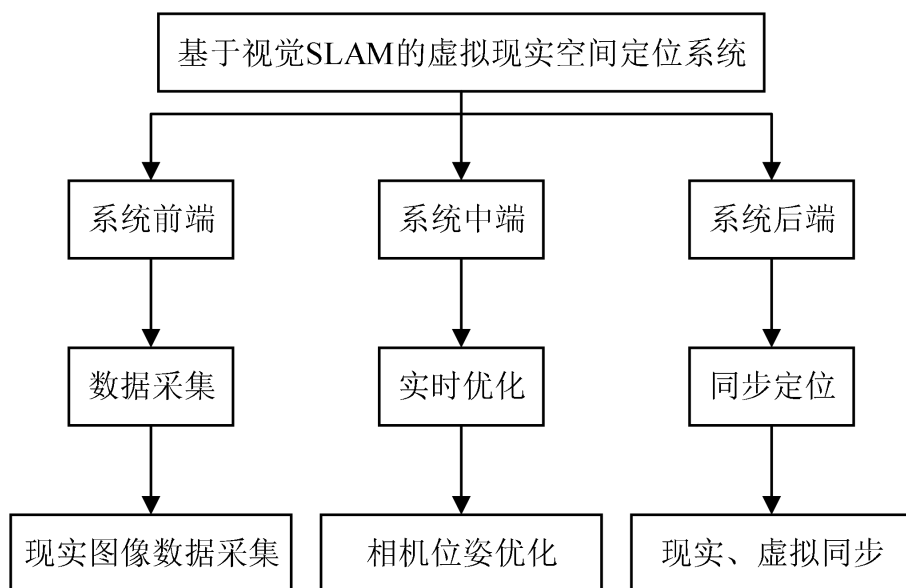 基于视觉SLAM的虚拟现实空间定位系统
系统前端
系统中端
系统后端
数据采集
实时优化
同步定位
现实图像数据采集
相机位姿优化
现实、虚拟同步